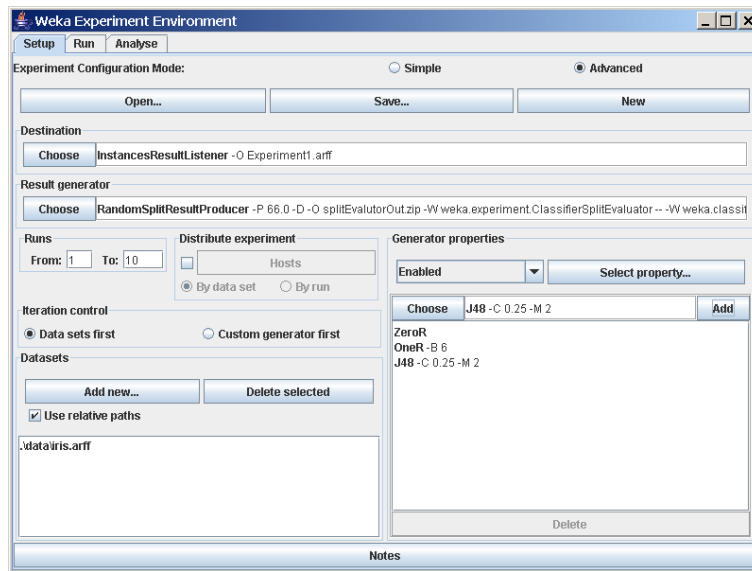 Weka Experiment Environment
Setup Run Analyse
Experiment Configuration Mode: Simple Advanced
Open... Save... New
Destination
Choose InstancesResultListener -O Experiment1.arff
Result generator
Choose RandomSplitResultProducer -P 66.0 -D -O splitEvalutorOut.zip -W weka.experiment.ClassifierSplitEvaluator -- -W weka.classif
Runs
From: 1 To: 10
Distribute experiment
Hosts
By data set By run
Generator properties
Enabled Select property...
Iteration control
Data sets first Custom generator first
Choose J48 -C 0.25 -M 2 Add
ZeroR
OneR -B 6
J48 -C 0.25 -M 2
Datasets
Add new... Delete selected
Use relative paths
.\data\iris.arff
Delete
Notes